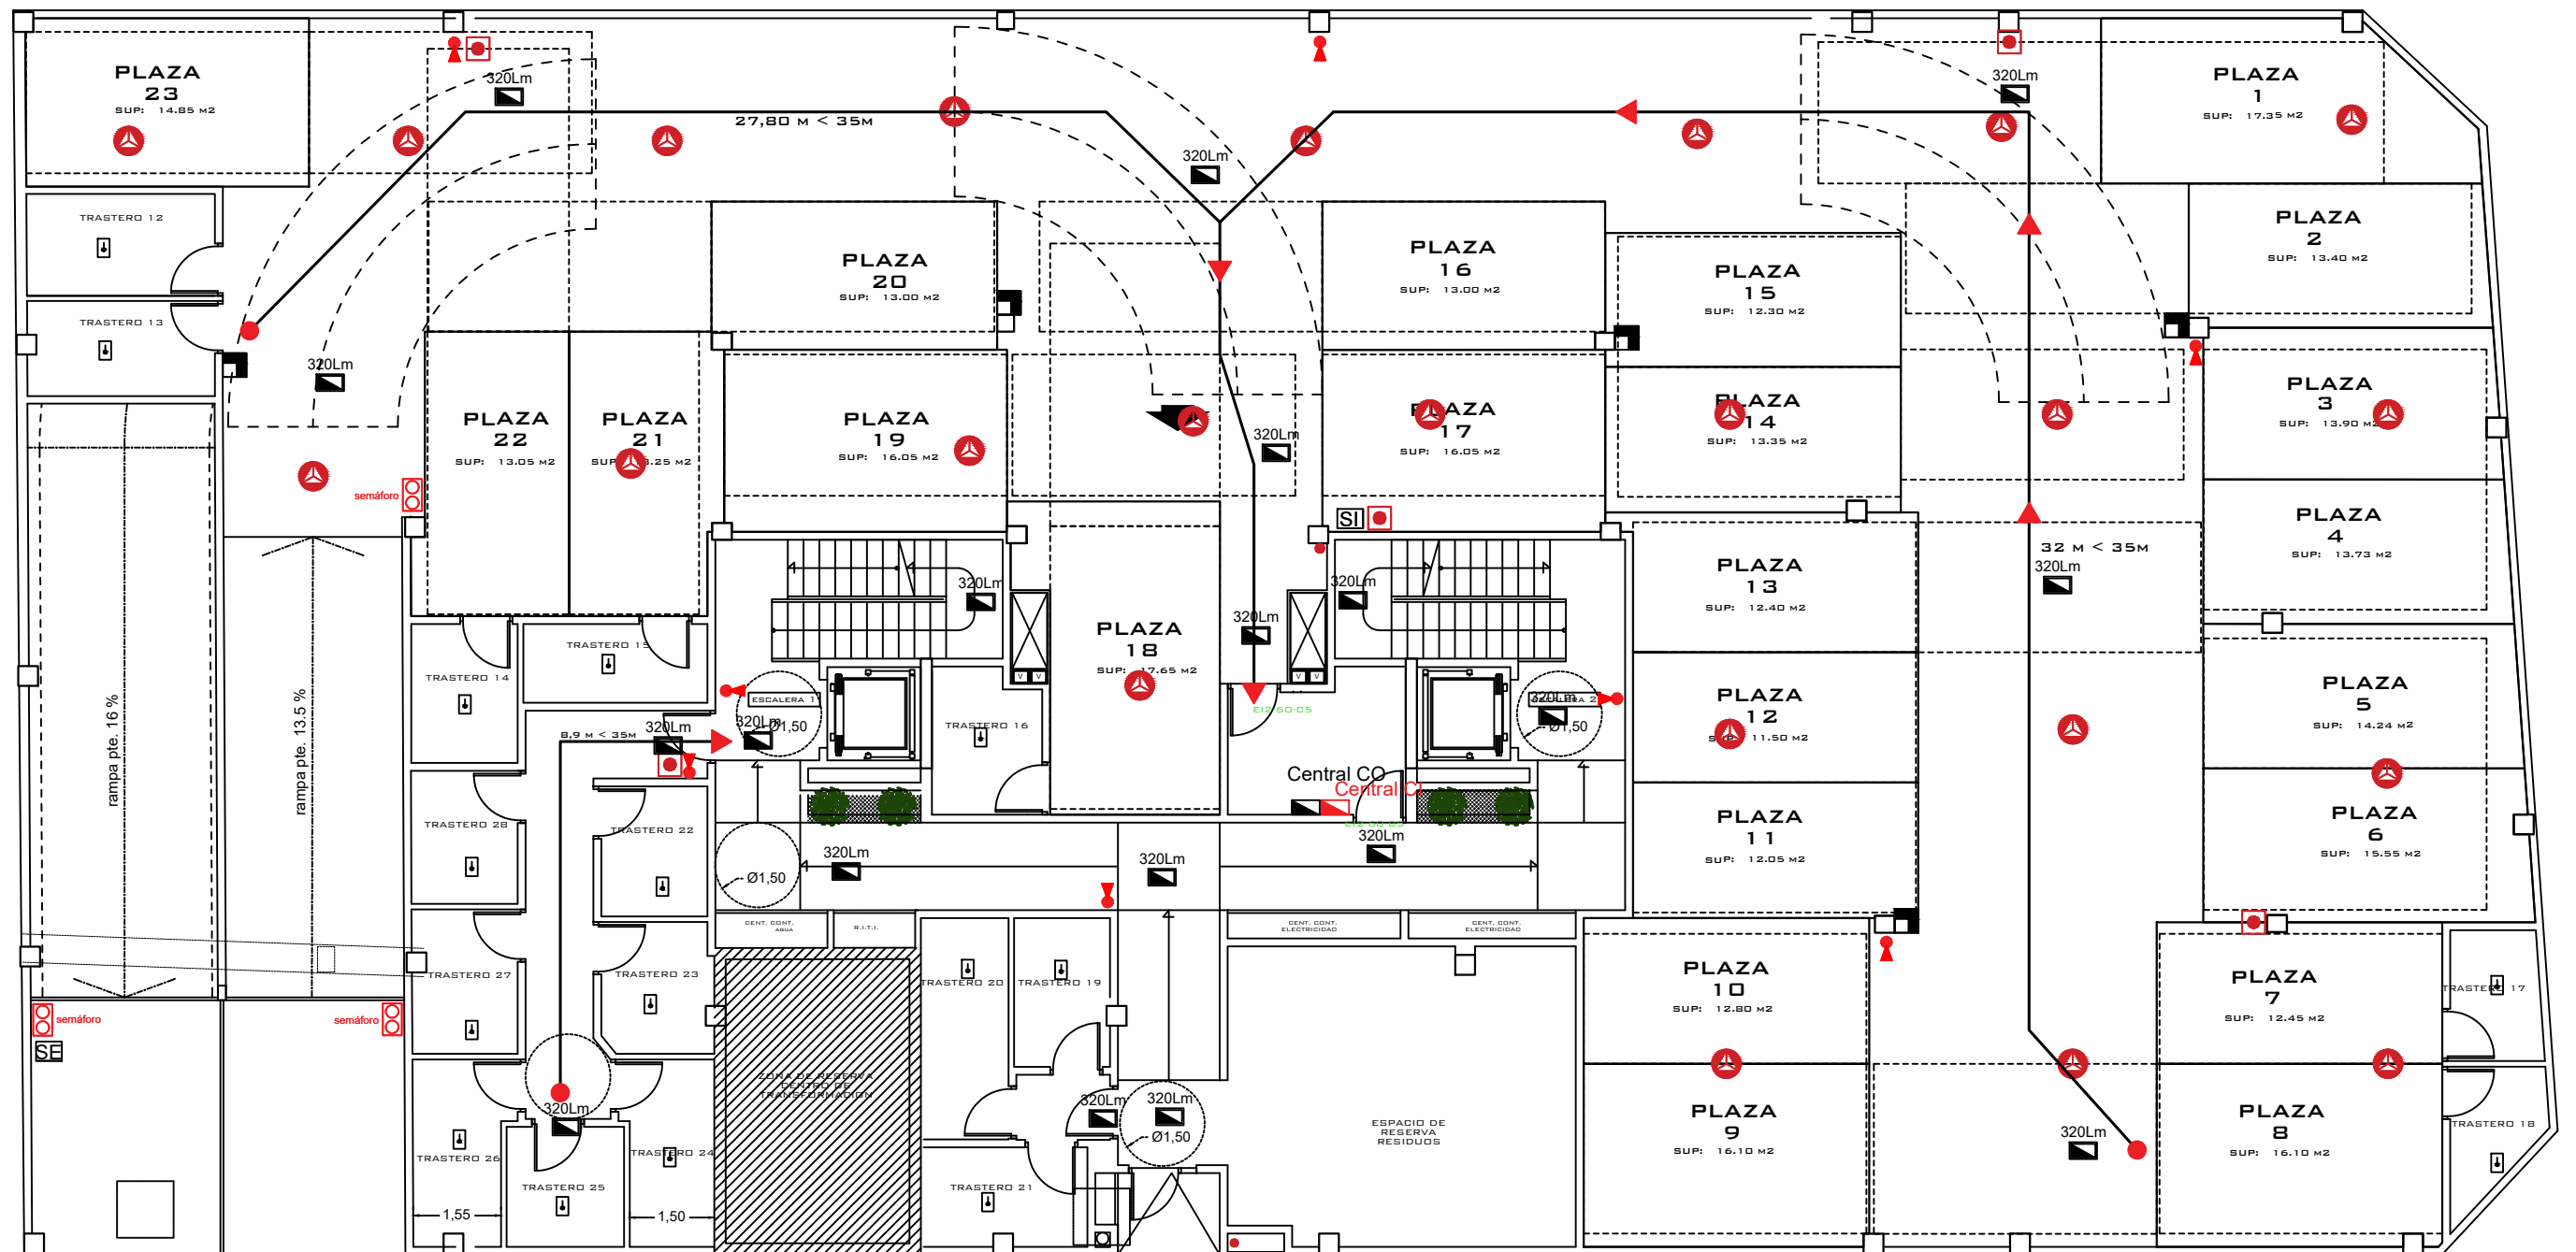 PLAZA
23
SUP: 14.85 M2
320Lm
27,80 M < 35M
320Lm
320Lm
PLAZA
1
SUP: 17.35 M2
TRASTERO 12
TRASTERO 13
320Lm
PLAZA
20
SUP: 13.00 M2
PLAZA
16
SUP: 13.00 M2
PLAZA
15
SUP: 12.30 M2
PLAZA
2
SUP: 13.40 M2
PLAZA
22
SUP: 13.05 M2
PLAZA
21
PLAZA
19
SUP: 16.05 M2
320Lm
PLAZA
17
SUP: 16.05 M2
PLAZA
14
SUP: 13.35 M2
PLAZA
3
SUP: 13.90 M2
semáforo
SI
PLAZA
4
SUP: 13.73 M2
32 M < 35M
320Lm
PLAZA
13
SUP: 12.40 M2
320Lm
320Lm
320Lm
PLAZA
18
SUP: 17.65 M2
TRASTERO 15
TRASTERO 14
rampa pte. 16 %
rampa pte. 13.5 %
V V
V V
ESCALERA 1
320Lm
Ø1,50
320Lm
8,9 M < 35M
TRASTERO 16
EI2-60-C5
320Lm
Ø1,50
PLAZA
12
11.50 M2
PLAZA
5
SUP: 14.24 M2
Central CO
Central CI
PLAZA
11
SUP: 12.05 M2
PLAZA
6
SUP: 15.55 M2
TRASTERO 28
TRASTERO 22
320Lm
320Lm
320Lm
Ø1,50
CENT. CONT.
AGUA
R.I.T.I.
CENT. CONT.
ELECTRICIDAD
CENT. CONT.
ELECTRICIDAD
TRASTERO 27
TRASTERO 23
TRASTERO 20
TRASTERO 19
PLAZA
10
SUP: 12.80 M2
PLAZA
7
SUP: 12.45 M2
TRASTERO 17
semáforo
semáforo
SE
ZONA DE RESERVA
CENTRO DE
TRANSFORMACION
320Lm
320Lm
320Lm
Ø1,50
ESPACIO DE
RESERVA
RESIDUOS
PLAZA
9
SUP: 16.10 M2
320Lm
PLAZA
8
SUP: 16.10 M2
TRASTERO 18
TRASTERO 26
TRASTERO 24
TRASTERO 25
TRASTERO 21
1,55
1,50